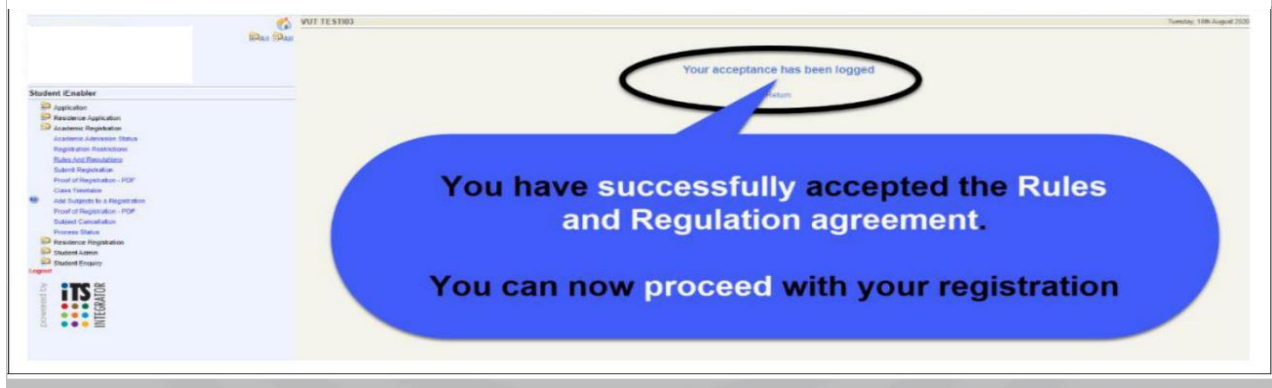 VUT TESTI03
Tuesday, 18th August 2020
Your acceptance has been logged
Return
Student iEnabler
Application
Residence Application
Academic Registration
Academic Admission Status
Registration Restrictions
Rules And Regulations
Submit Registration
Proof of Registration - PDF
Class Timetable
Add Subjects to a Registration
Proof of Registration - PDF
Subject Cancellation
Process Status
Residence Registration
Student Admin
Student Enquiry
Logout
powered by
iTS
INTEGRATOR
You have successfully accepted the Rules
and Regulation agreement.
You can now proceed with your registration